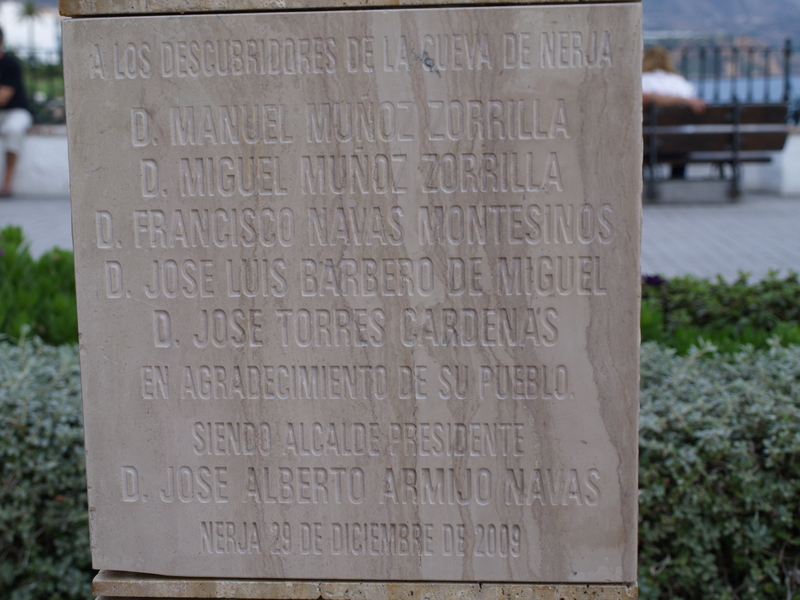 A LOS DESCUBRIDORES DE LA CUEVA DE NERJA
D. MANUEL MUÑOZ ZORRILLA
D. MIGUEL MUÑOZ ZORRILLA
D. FRANCISCO NAVAS MONTESINOS
D. JOSE LUIS BARBERO DE MIGUEL
D. JOSE TORRES CARDENÁS
EN AGRADECIMIENTO DE SU PUEBLO.
SIENDO ALCALDE PRESIDENTE
D. JOSE ALBERTO ARMIJO NAVAS
NERJA 29 DE DICIEMBRE DE 2009